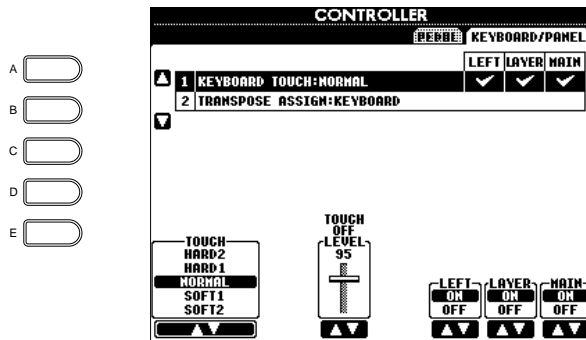 CONTROLLER
PEDAL KEYBOARD/PANEL
LEFT LAYER MAIN
1 KEYBOARD TOUCH:NORMAL
2 TRANSPOSE ASSIGN:KEYBOARD
A
B
C
D
E
TOUCH
HARD2
HARD1
NORMAL
SOFT1
SOFT2
TOUCH
OFF
LEVEL
95
LEFT LAYER MAIN
ON ON ON
OFF OFF OFF